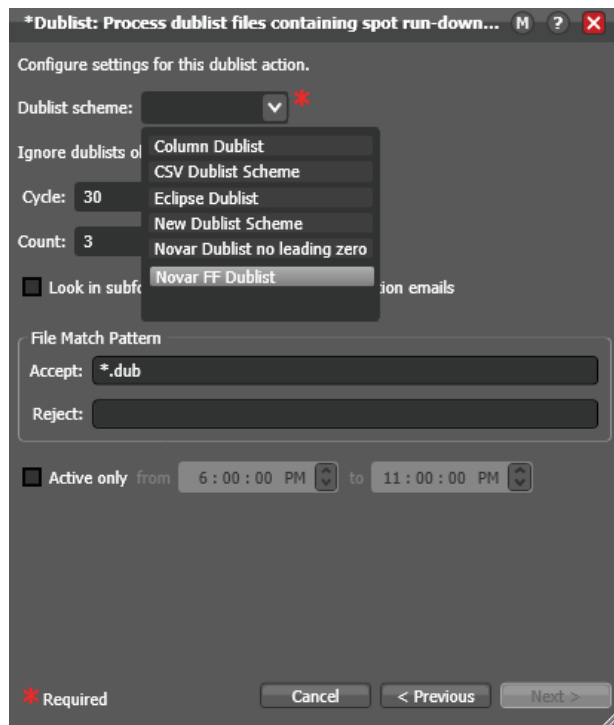 *Dublist: Process dublist files containing spot run-down... M ? X
Configure settings for this dublist action.
Dublist scheme: *
Column Dublist
Ignore dublists ol
CSV Dublist Scheme
Cycle: 30
Eclipse Dublist
New Dublist Scheme
Count: 3
Novar Dublist no leading zero
Novar FF Dublist
Look in subfo ion emails
File Match Pattern
Accept: *.dub
Reject:
Active only from 6 : 00 : 00 PM to 11 : 00 : 00 PM
* Required Cancel < Previous Next >